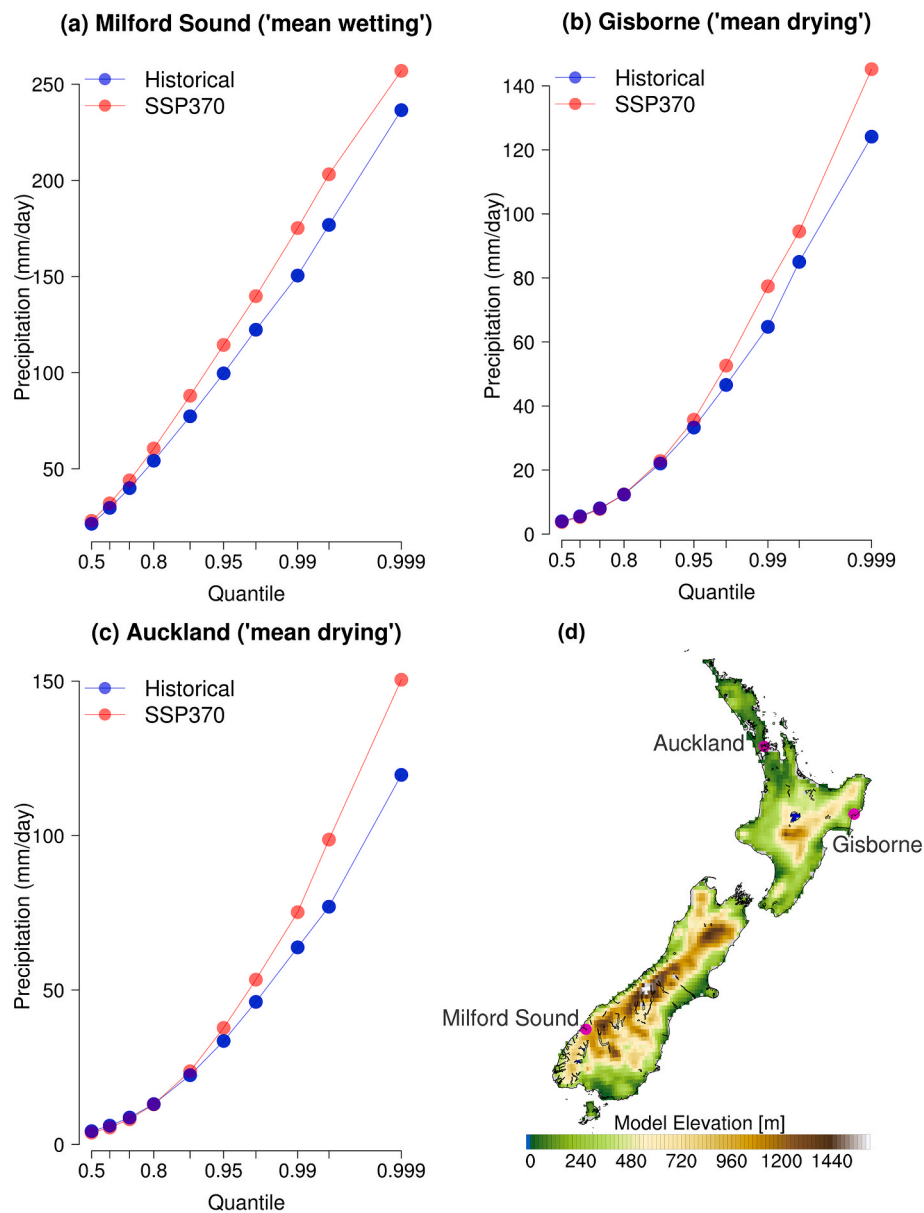 (a) Milford Sound ('mean wetting')
Historical
SSP370
250
200
150
100
50
Precipitation (mm/day)
0.5 0.8 0.95 0.99 0.999
Quantile
(b) Gisborne ('mean drying')
Historical
SSP370
140
120
100
80
60
40
20
0
Precipitation (mm/day)
0.5 0.8 0.95 0.99 0.999
Quantile
(c) Auckland ('mean drying')
Historical
SSP370
150
100
50
0
Precipitation (mm/day)
0.5 0.8 0.95 0.99 0.999
Quantile
(d)
Auckland
Gisborne
Milford Sound
Model Elevation [m]
0 240 480 720 960 1200 1440